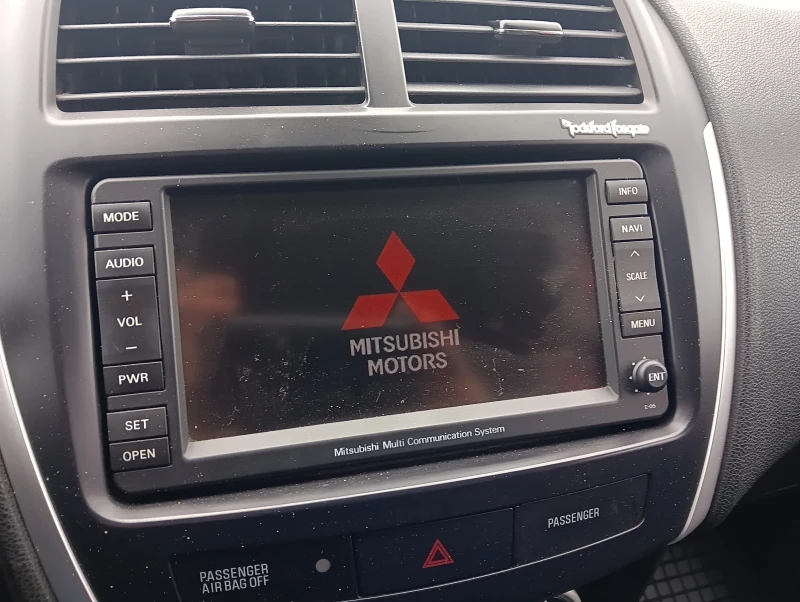 Rockford Fosgate
MODE
AUDIO
+
VOL
−
PWR
SET
OPEN
MITSUBISHI
MOTORS
INFO
NAVI
SCALE
MENU
ENT
E-05
Mitsubishi Multi Communication System
PASSENGER
AIR BAG OFF
PASSENGER